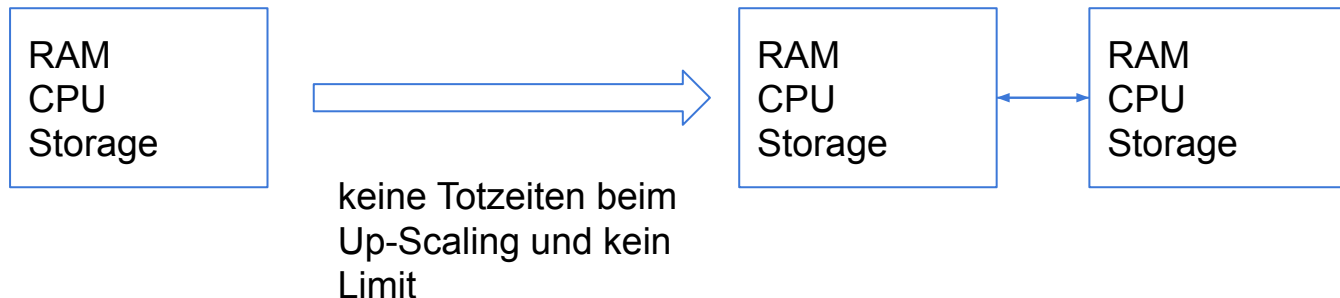 RAM
CPU
Storage
keine Totzeiten beim
Up-Scaling und kein
Limit
RAM
CPU
Storage
RAM
CPU
Storage